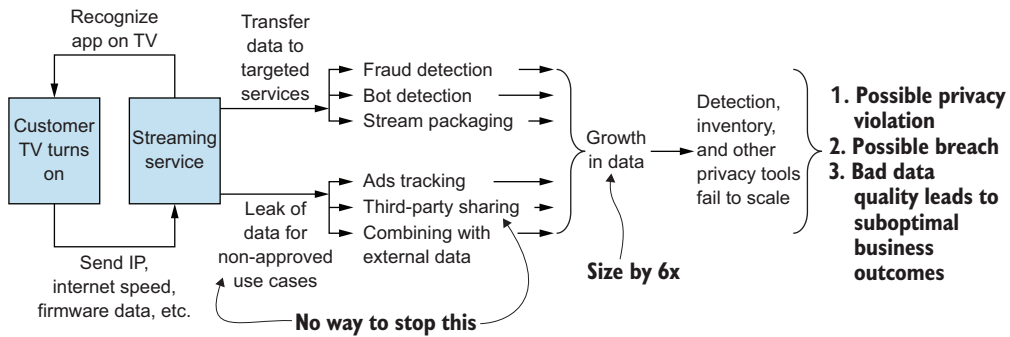 Recognize
app on TV
Customer
TV turns
on
Streaming
service
Send IP,
internet speed,
firmware data, etc.
Transfer
data to
targeted
services
Fraud detection
Bot detection
Stream packaging
Leak of
data for
non-approved
use cases
Ads tracking
Third-party sharing
Combining with
external data
No way to stop this
Growth
in data
Size by 6x
Detection,
inventory,
and other
privacy tools
fail to scale
1. Possible privacy
violation
2. Possible breach
3. Bad data
quality leads to
suboptimal
business
outcomes